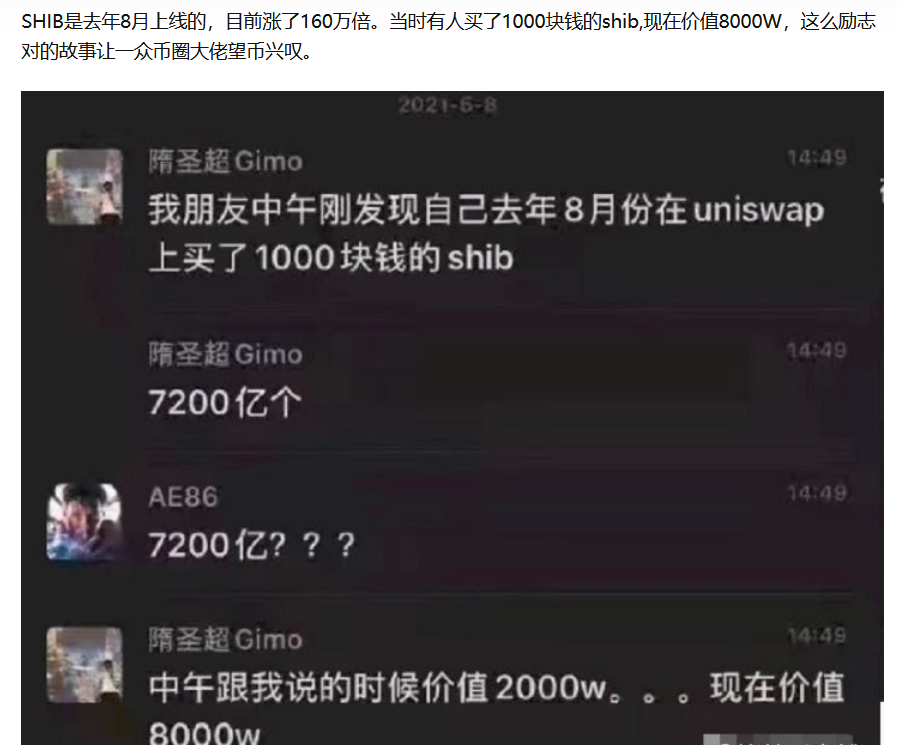 SHIB是去年8月上线的，目前涨了160万倍。当时有人买了1000块钱的shib,现在价值8000W，这么励志
对的故事让一众币圈大佬望币兴叹。
2021-5-8
隋圣超Gimo 14:49
我朋友中午刚发现自己去年8月份在uniswap
上买了1000块钱的shib
隋圣超Gimo 14:49
7200亿个
AE86 14:49
7200亿？？？
隋圣超Gimo 14:49
中午跟我说的时候价值2000w。。。现在价值
8000w